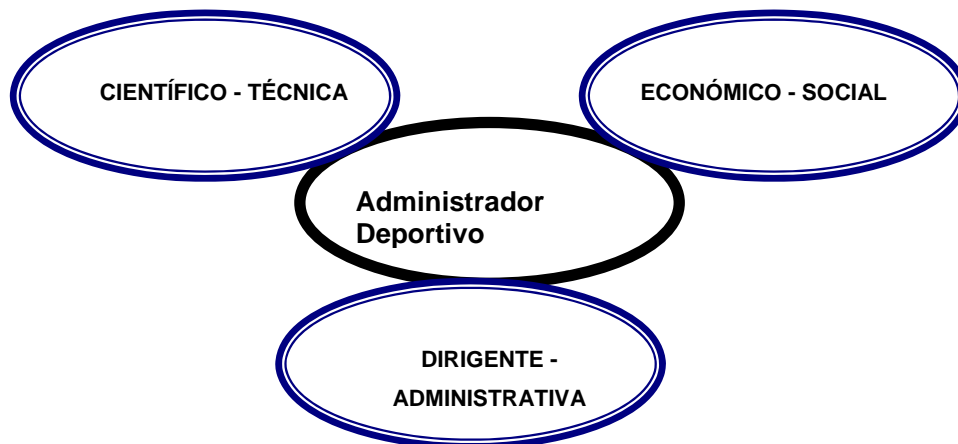 CIENTÍFICO - TÉCNICA
ECONÓMICO - SOCIAL
Administrador
Deportivo
DIRIGENTE -
ADMINISTRATIVA